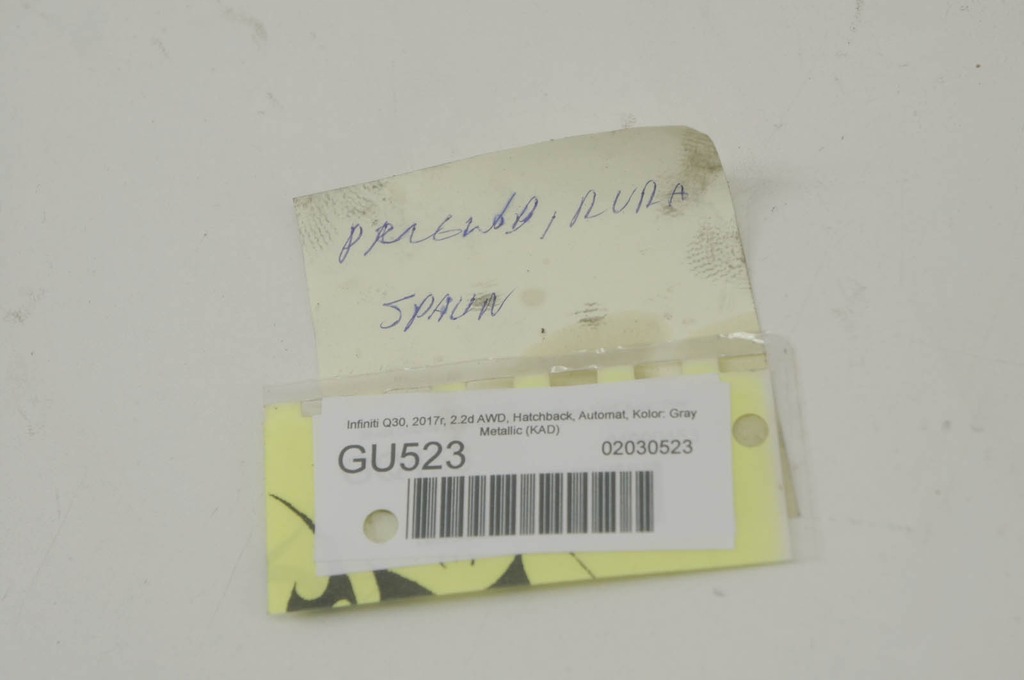 PRZEWÓD, RURA
SPALIN
Infiniti Q30, 2017r, 2.2d AWD, Hatchback, Automat, Kolor: Gray
Metallic (KAD)
GU523
02030523